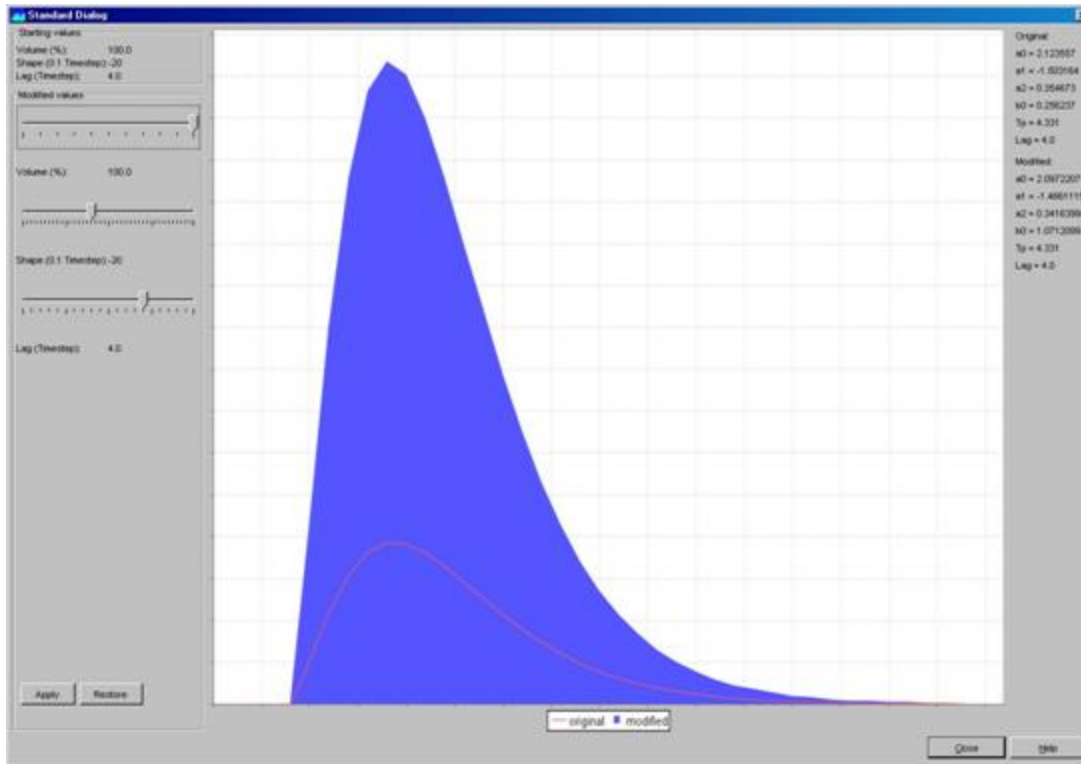 Standard Dialog
Starting values
Volume (%): 100.0
Shape (0.1 Timestep) -20
Lag (Timestep) 4.0
Modified values
Volume (%): 100.0
Shape (0.1 Timestep) -20
Lag (Timestep): 4.0
Apply Restore
original modified
Original:
a0 = 2.123557
a2 = 0.354673
b0 = 0.256237
Tp = 4.331
Lag = 4.0
Modified:
a0 = 2.0972207
Tp = 4.331
Lag = 4.0
Close Help